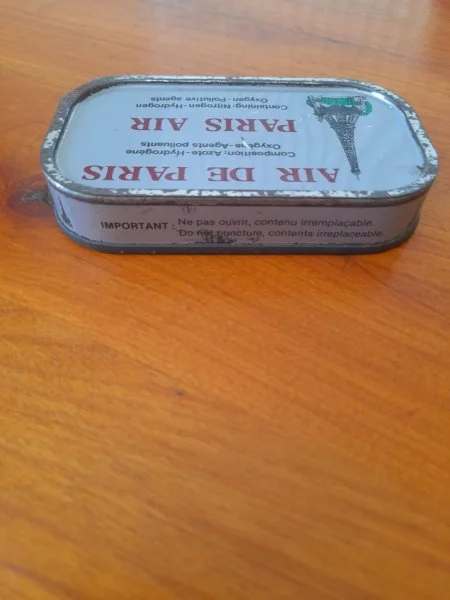 AIR DE PARIS
Composition: Azote-Hydrogène
Oxygène-Agents polluants
PARIS AIR
Containing: Nitrogen-Hydrogen
Oxygen-Pollutive agents
IMPORTANT : Ne pas ouvrir, contenu irremplaçable.
Do not puncture, contents irreplaceable.